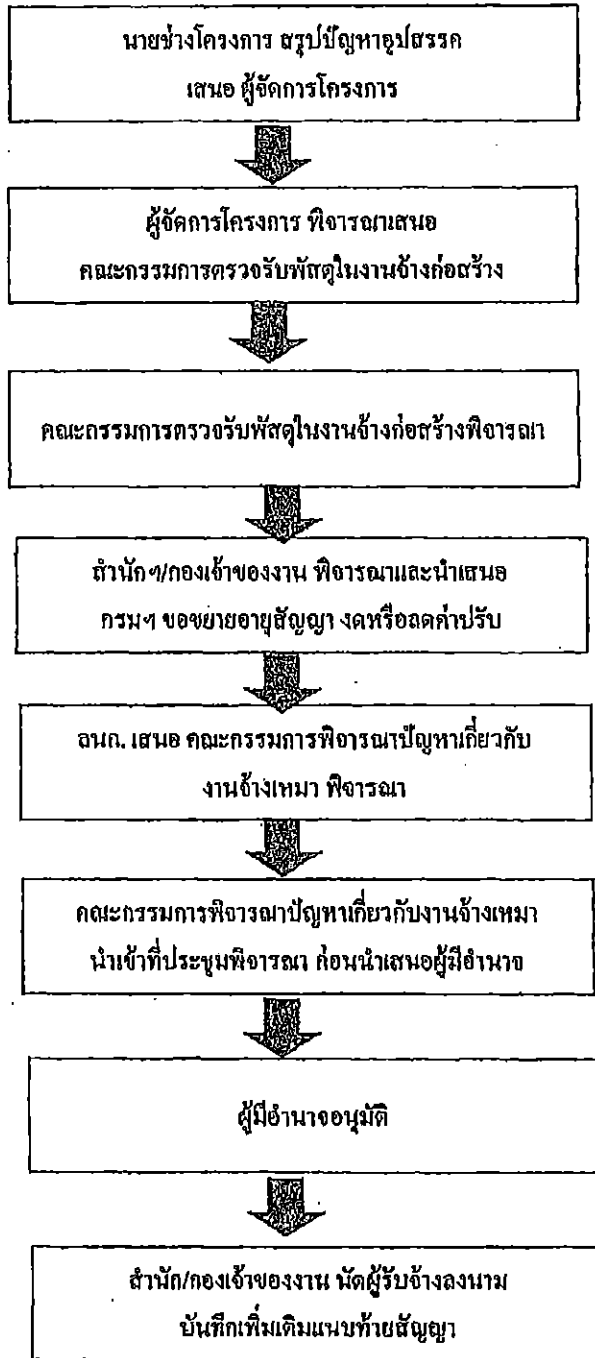 นายช่างโครงการ สรุปปัญหาอุปสรรค
เสนอ ผู้จัดการโครงการ
ผู้จัดการโครงการ พิจารณาเสนอ
คณะกรรมการตรวจรับพัสดุในงานจ้างก่อสร้าง
คณะกรรมการตรวจรับพัสดุในงานจ้างก่อสร้างพิจารณา
สำนักฯ/กองเจ้าของงาน พิจารณาและนำเสนอ
กรมฯ ขอขยายอายุสัญญา งดหรือลดค่าปรับ
ลนก. เสนอ คณะกรรมการพิจารณาปัญหาเกี่ยวกับ
งานจ้างเหมา พิจารณา
คณะกรรมการพิจารณาปัญหาเกี่ยวกับงานจ้างเหมา
นำเข้าที่ประชุมพิจารณา ก่อนนำเสนอผู้มีอำนาจ
ผู้มีอำนาจอนุมัติ
สำนัก/กองเจ้าของงาน นัดผู้รับจ้างลงนาม
บันทึกเพิ่มเติมแนบท้ายสัญญา